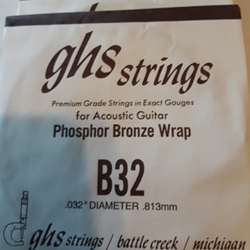 ghs strings
Premium Grade Strings in Exact Gauges
for Acoustic Guitar
Phosphor Bronze Wrap
B32
.032" DIAMETER .813mm
ghs strings / battle creek / michigan